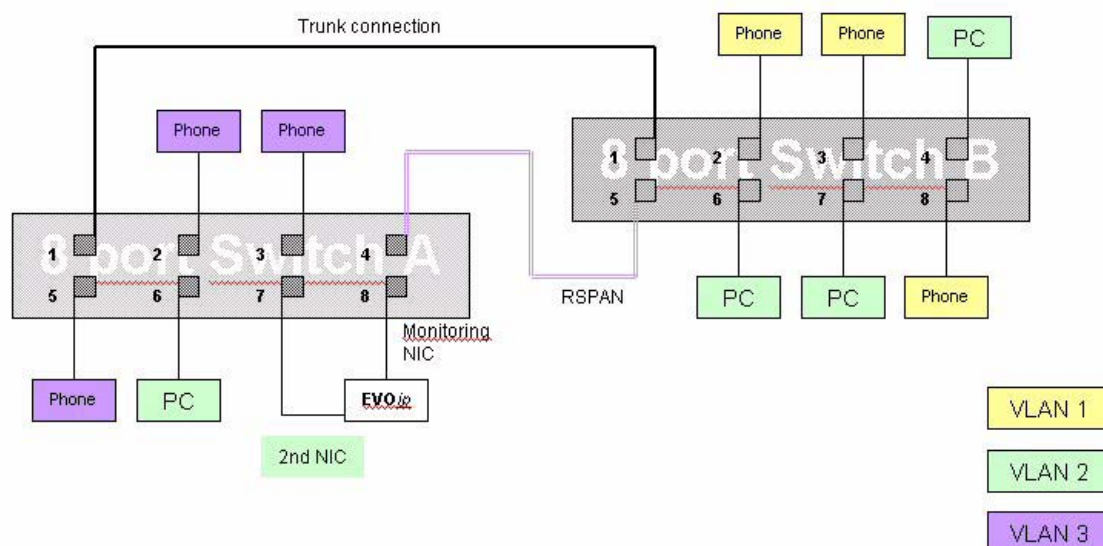 Trunk connection
Phone
Phone
PC
Phone
Phone
8 port Switch B
1
2
3
4
5
6
7
8
8 port Switch A
1
2
3
4
5
6
7
8
RSPAN
PC
PC
Phone
Monitoring
NIC
Phone
PC
EVOip
2nd NIC
VLAN 1
VLAN 2
VLAN 3